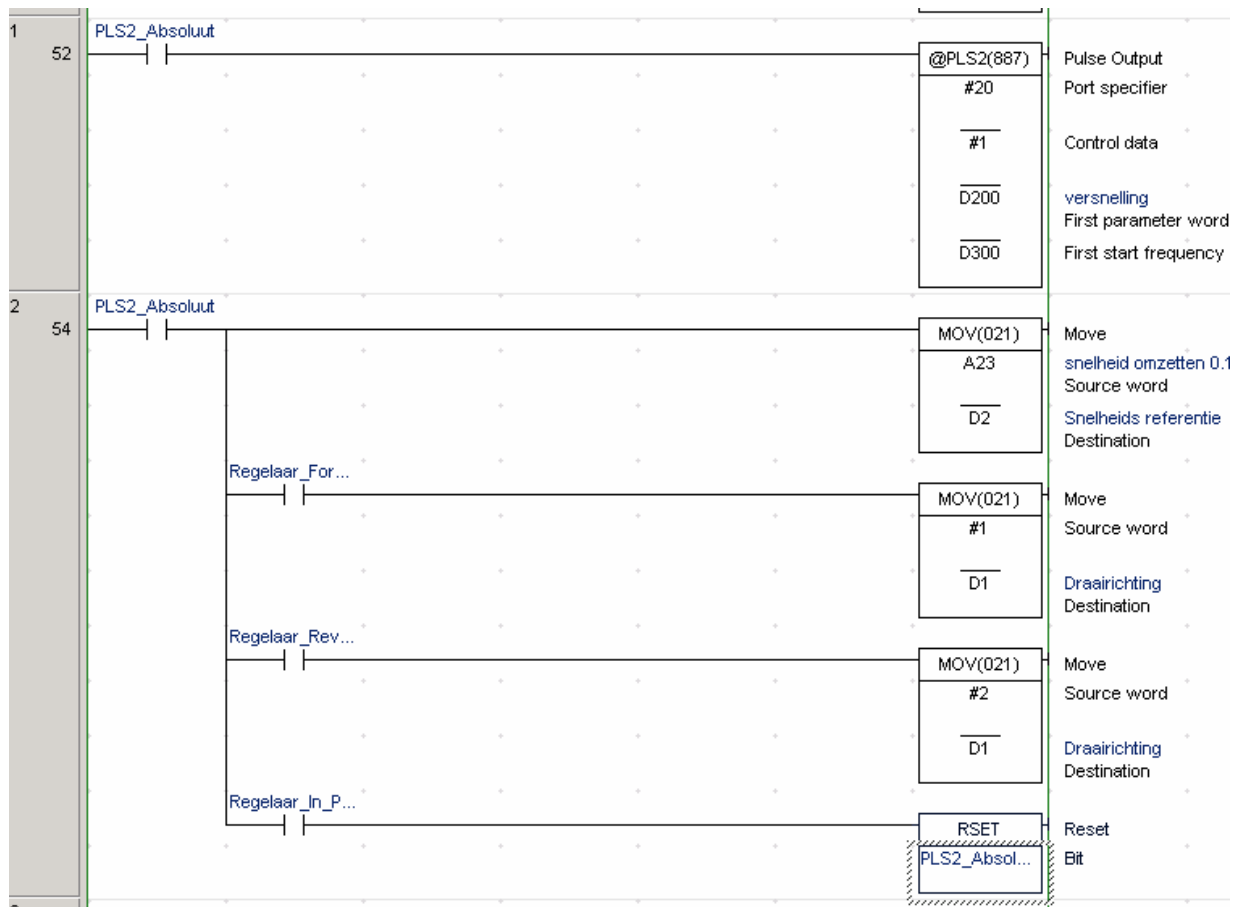 1
PLS2_Absoluut
52
@PLS2(887)
Pulse Output
#20
Port specifier
#1
Control data
D200
versnelling
First parameter word
D300
First start frequency
2
PLS2_Absoluut
54
MOV(021)
Move
A23
snelheid omzetten 0.1
Source word
D2
Snelheids referentie
Destination
Regelaar_For...
MOV(021)
Move
#1
Source word
D1
Draairichting
Destination
Regelaar_Rev...
MOV(021)
Move
#2
Source word
D1
Draairichting
Destination
Regelaar_In_P...
RSET
Reset
PLS2_Absol...
Bit